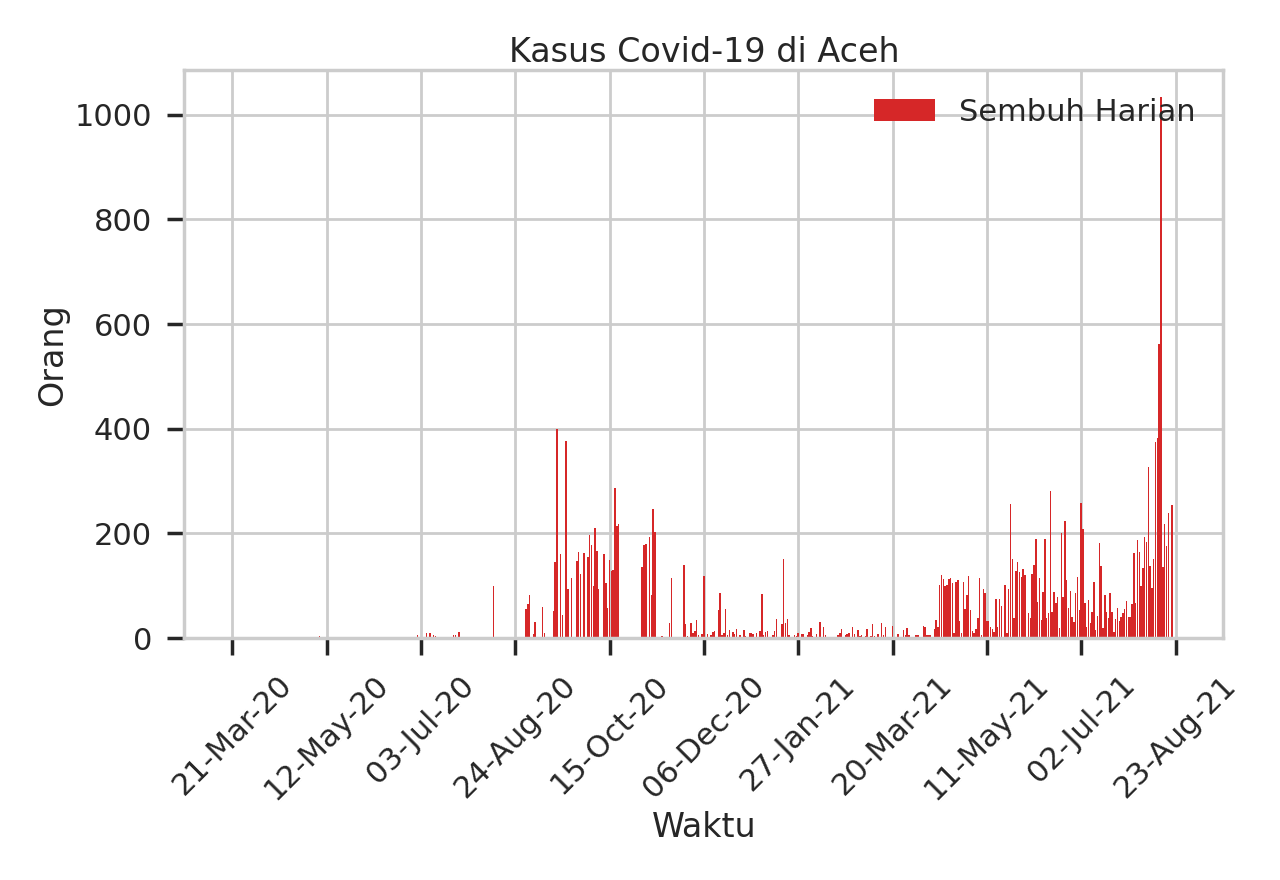 Kasus Covid-19 di Aceh
Sembuh Harian
Orang
1000
800
600
400
200
0
21-Mar-20
12-May-20
03-Jul-20
24-Aug-20
15-Oct-20
06-Dec-20
27-Jan-21
20-Mar-21
11-May-21
02-Jul-21
23-Aug-21
Waktu